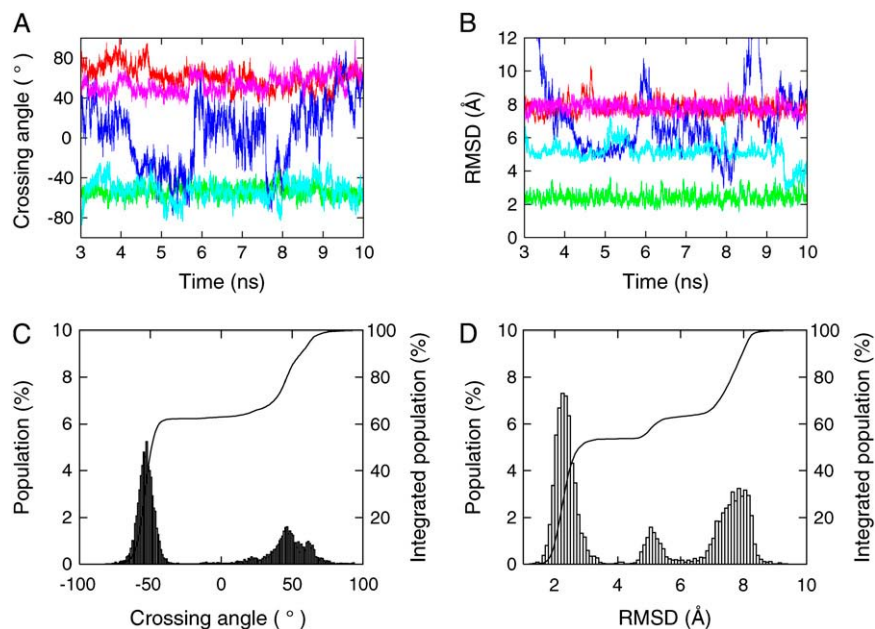 A
Crossing angle ( ° )
80
40
0
-40
-80
3 4 5 6 7 8 9 10
Time (ns)
B
RMSD (Å)
12
10
8
6
4
2
0
3 4 5 6 7 8 9 10
Time (ns)
C
Population (%)
10
8
6
4
2
0
100
80
60
40
20
Integrated population (%)
-100 -50 0 50 100
Crossing angle ( ° )
D
Population (%)
10
8
6
4
2
0
100
80
60
40
20
Integrated population (%)
2 4 6 8 10
RMSD (Å)